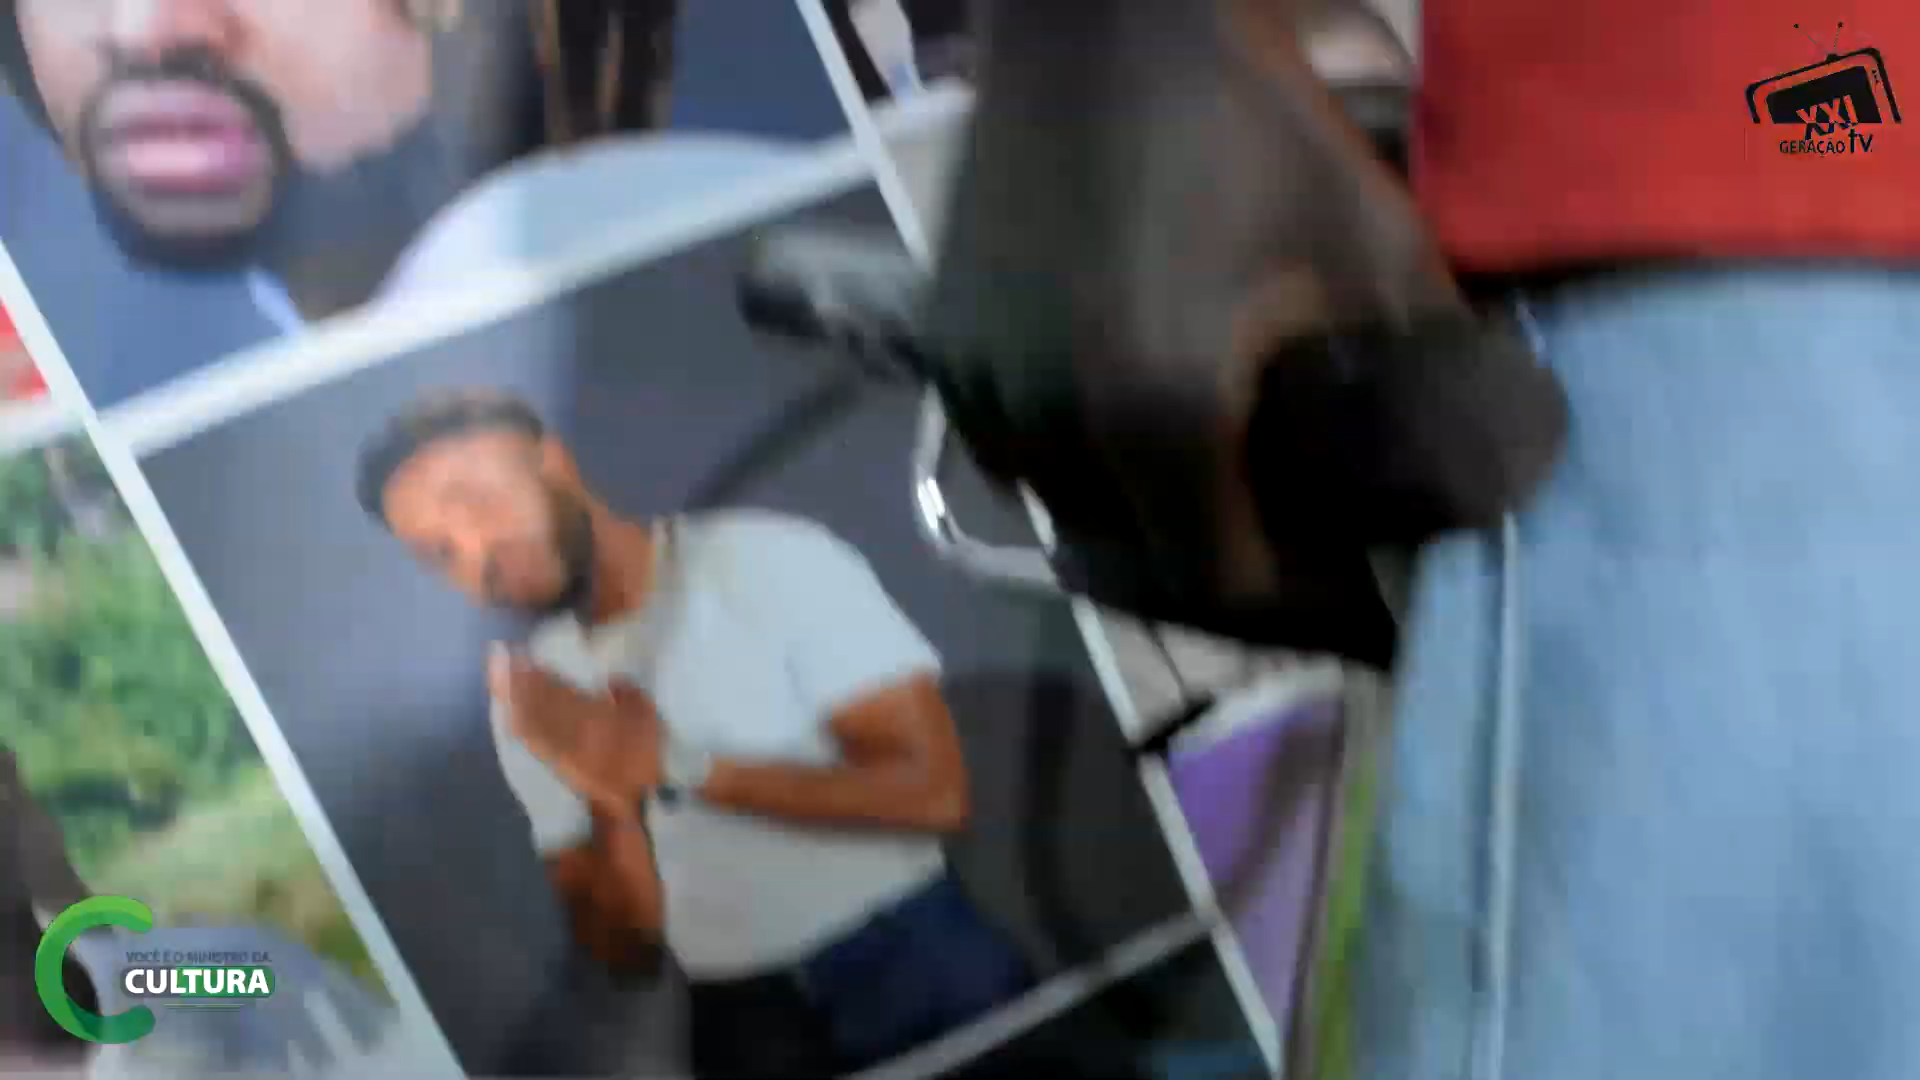 XXI
GERAÇÃO TV
VOCÊ É O MINISTRO DA
CULTURA